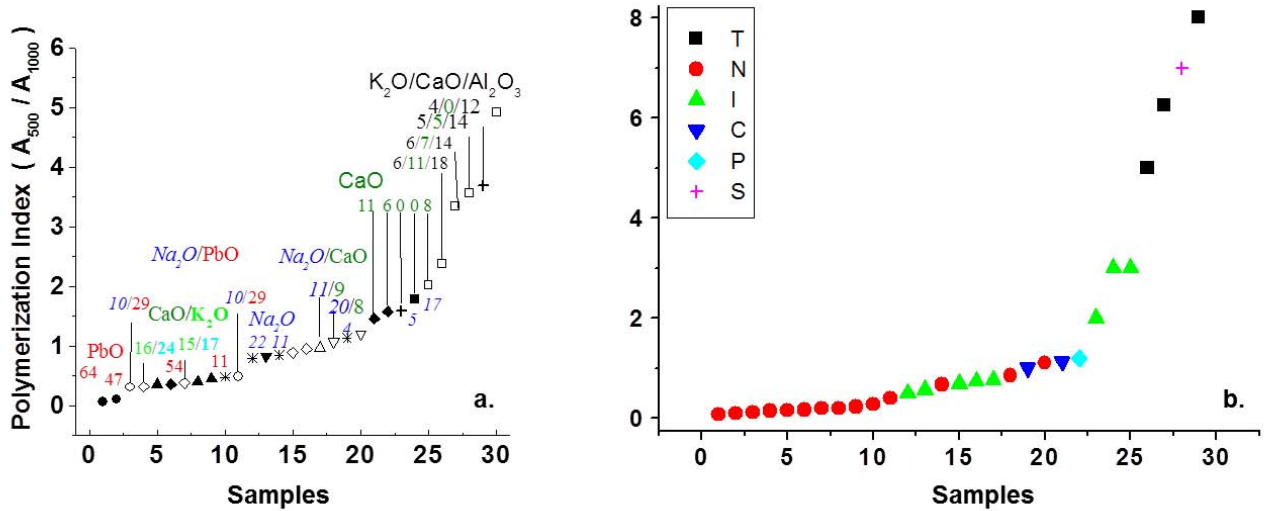 Polymerization Index ( A500 / A1000 )
6
5
4
3
2
1
0
K2O/CaO/Al2O3
4/0/12
5/5/14
6/7/14
6/11/18
CaO
11 6 0 0 8
Na2O/PbO
Na2O/CaO
10/29
CaO/K2O
10/29
Na2O
11/9
20/8
PbO
16/24
15/17
22 11
4
5
17
64
47
54
11
a.
0 5 10 15 20 25 30
Samples
8
6
4
2
0
T
N
I
C
P
S
b.
0 5 10 15 20 25 30
Samples